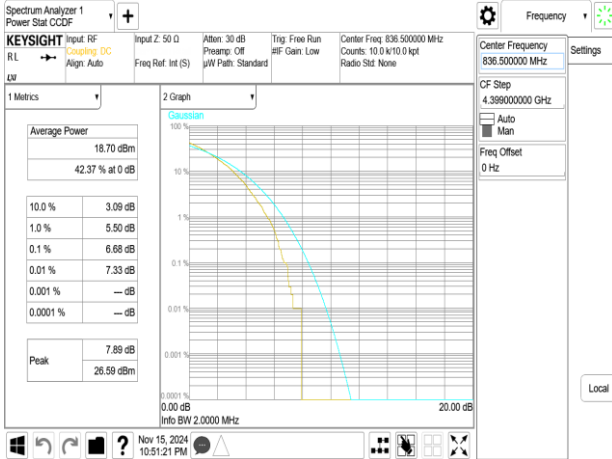 Spectrum Analyzer 1
Power Stat CCDF
Frequency
KEYSIGHT
RL
LXI
Input: RF
Coupling: DC
Align: Auto
Input Z: 50 Ω
Freq Ref: Int (S)
Atten: 30 dB
Preamp: Off
µW Path: Standard
Trig: Free Run
#IF Gain: Low
Center Freq: 836.500000 MHz
Counts: 10.0 k/10.0 kpt
Radio Std: None
Center Frequency
836.500000 MHz
Settings
CF Step
4.399000000 GHz
Auto
Man
Freq Offset
0 Hz
Local
1 Metrics
Average Power
18.70 dBm
42.37 % at 0 dB
10.0 % 3.09 dB
1.0 % 5.50 dB
0.1 % 6.68 dB
0.01 % 7.33 dB
0.001 % --- dB
0.0001 % --- dB
Peak 7.89 dB
26.59 dBm
2 Graph
Gaussian
100 %
10 %
1 %
0.1 %
0.01 %
0.001 %
0.0001 %
0.00 dB 20.00 dB
Info BW 2.0000 MHz
?
Nov 15, 2024
10:51:21 PM